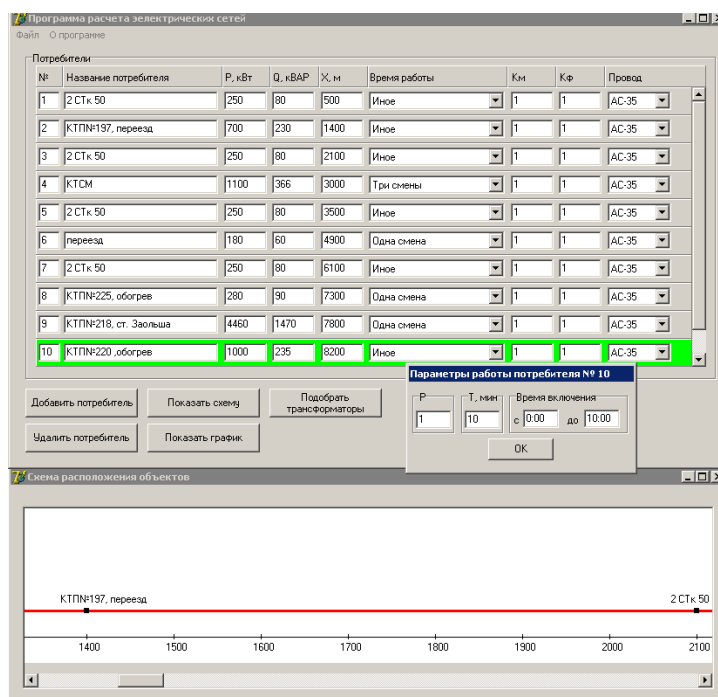 Программа расчета эелектрических сетей
Файл О программе
Потребители
№ Название потребителя P, кВт Q, кВАР X, м Время работы Км Кф Провод
1 2 СТк 50 250 80 500 Иное 1 1 АС-35
2 КТП№197, переезд 700 230 1400 Иное 1 1 АС-35
3 2 СТк 50 250 80 2100 Иное 1 1 АС-35
4 КТСМ 1100 366 3000 Три смены 1 1 АС-35
5 2 СТк 50 250 80 3500 Иное 1 1 АС-35
6 переезд 180 60 4900 Одна смена 1 1 АС-35
7 2 СТк 50 250 80 6100 Иное 1 1 АС-35
8 КТП№225, обогрев 280 90 7300 Одна смена 1 1 АС-35
9 КТП№218, ст. Заольша 4460 1470 7800 Одна смена 1 1 АС-35
10 КТП№220 ,обогрев 1000 235 8200 Иное 1 1 АС-35
Параметры работы потребителя № 10
P T, мин Время включения
1 10 с 0:00 до 10:00
OK
Добавить потребитель Показать схему Подобрать трансформаторы
Удалить потребитель Показать график
Схема расположения объектов
КТП№197, переезд 2 СТк 50
1400 1500 1600 1700 1800 1900 2000 2100